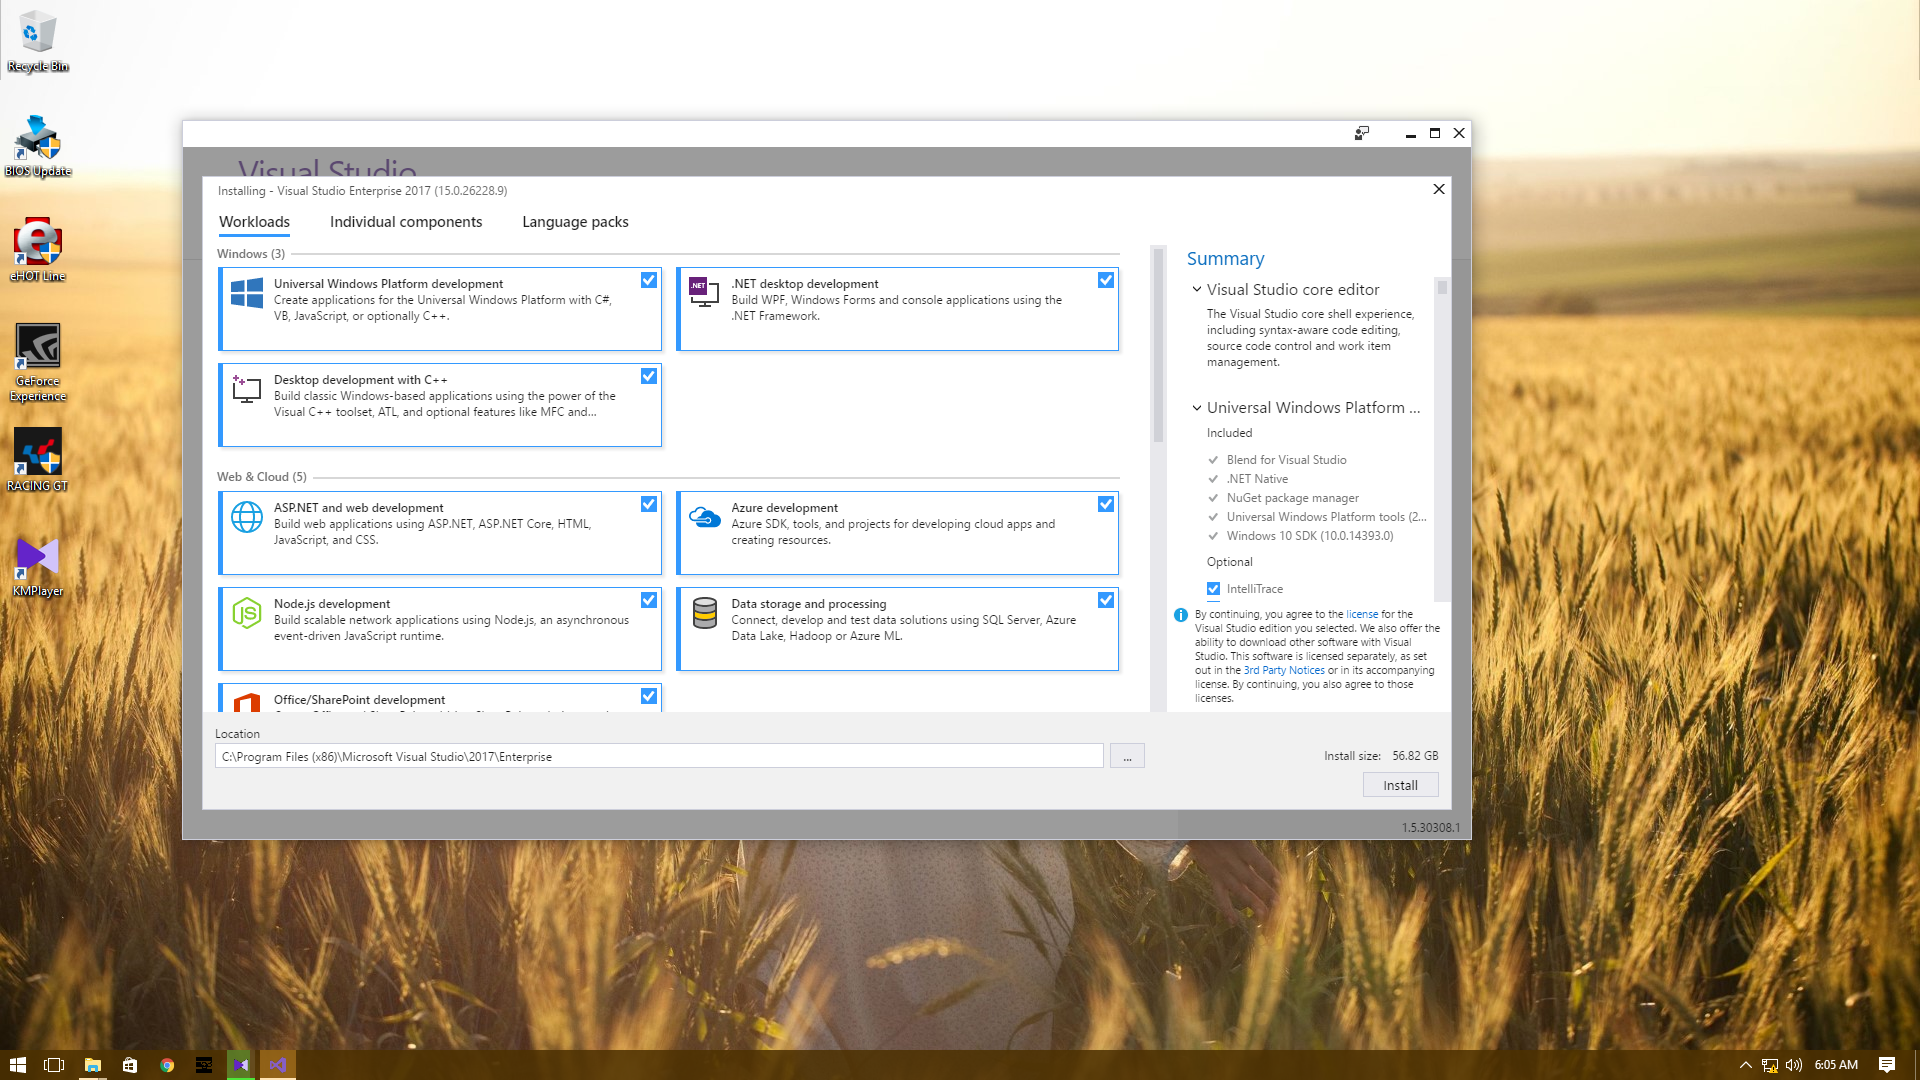 Recycle Bin
BIOS Update
eHOT Line
GeForce
Experience
RACING GT
KMPlayer
Visual Studio
Installing - Visual Studio Enterprise 2017 (15.0.26228.9)
Workloads
Individual components
Language packs
Windows (3)
Universal Windows Platform development
Create applications for the Universal Windows Platform with C#,
VB, JavaScript, or optionally C++.
.NET
.NET desktop development
Build WPF, Windows Forms and console applications using the
.NET Framework.
Desktop development with C++
Build classic Windows-based applications using the power of the
Visual C++ toolset, ATL, and optional features like MFC and...
Web & Cloud (5)
ASP.NET and web development
Build web applications using ASP.NET, ASP.NET Core, HTML,
JavaScript, and CSS.
Azure development
Azure SDK, tools, and projects for developing cloud apps and
creating resources.
JS
Node.js development
Build scalable network applications using Node.js, an asynchronous
event-driven JavaScript runtime.
Data storage and processing
Connect, develop and test data solutions using SQL Server, Azure
Data Lake, Hadoop or Azure ML.
Office/SharePoint development
Summary
Visual Studio core editor
The Visual Studio core shell experience,
including syntax-aware code editing,
source code control and work item
management.
Universal Windows Platform ...
Included
Blend for Visual Studio
.NET Native
NuGet package manager
Universal Windows Platform tools (2...
Windows 10 SDK (10.0.14393.0)
Optional
IntelliTrace
By continuing, you agree to the license for the
Visual Studio edition you selected. We also offer the
ability to download other software with Visual
Studio. This software is licensed separately, as set
out in the 3rd Party Notices or in its accompanying
license. By continuing, you also agree to those
licenses.
Location
C:\Program Files (x86)\Microsoft Visual Studio\2017\Enterprise
...
Install size: 56.82 GB
Install
1.5.30308.1
6:05 AM